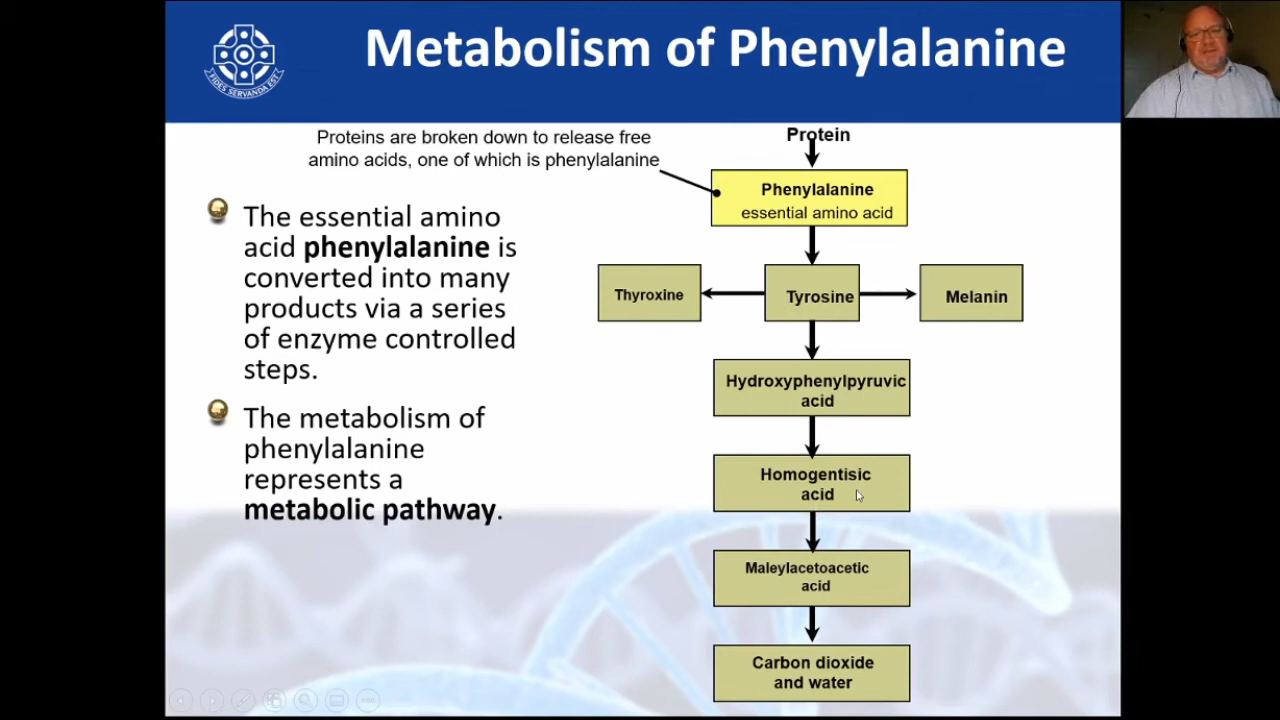 Metabolism of Phenylalanine
FIDES SERVANDA EST
Proteins are broken down to release free
amino acids, one of which is phenylalanine
The essential amino
acid phenylalanine is
converted into many
products via a series
of enzyme controlled
steps.
The metabolism of
phenylalanine
represents a
metabolic pathway.
Protein
Phenylalanine
essential amino acid
Thyroxine
Tyrosine
Melanin
Hydroxyphenylpyruvic
acid
Homogentisic
acid
Maleylacetoacetic
acid
Carbon dioxide
and water